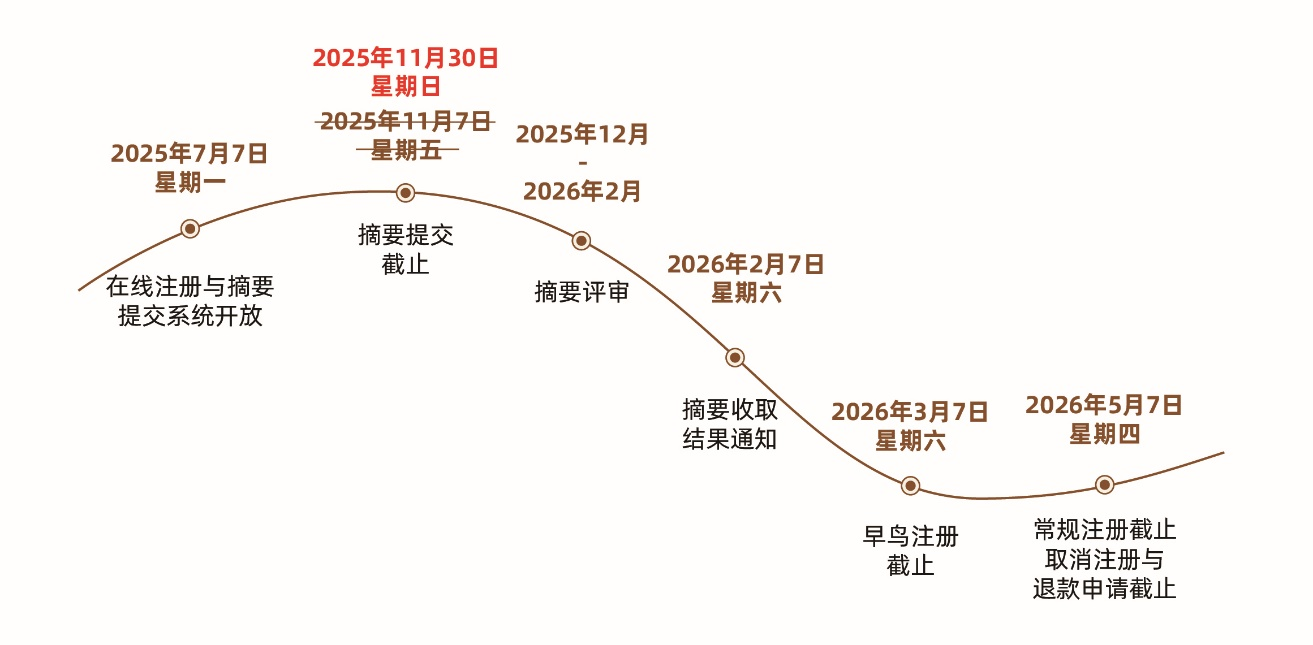 2025年7月7日
星期一
在线注册与摘要
提交系统开放
2025年11月30日
星期日
2025年11月7日
星期五
摘要提交
截止
2025年12月
-
2026年2月
摘要评审
2026年2月7日
星期六
摘要收取
结果通知
2026年3月7日
星期六
早鸟注册
截止
2026年5月7日
星期四
常规注册截止
取消注册与
退款申请截止